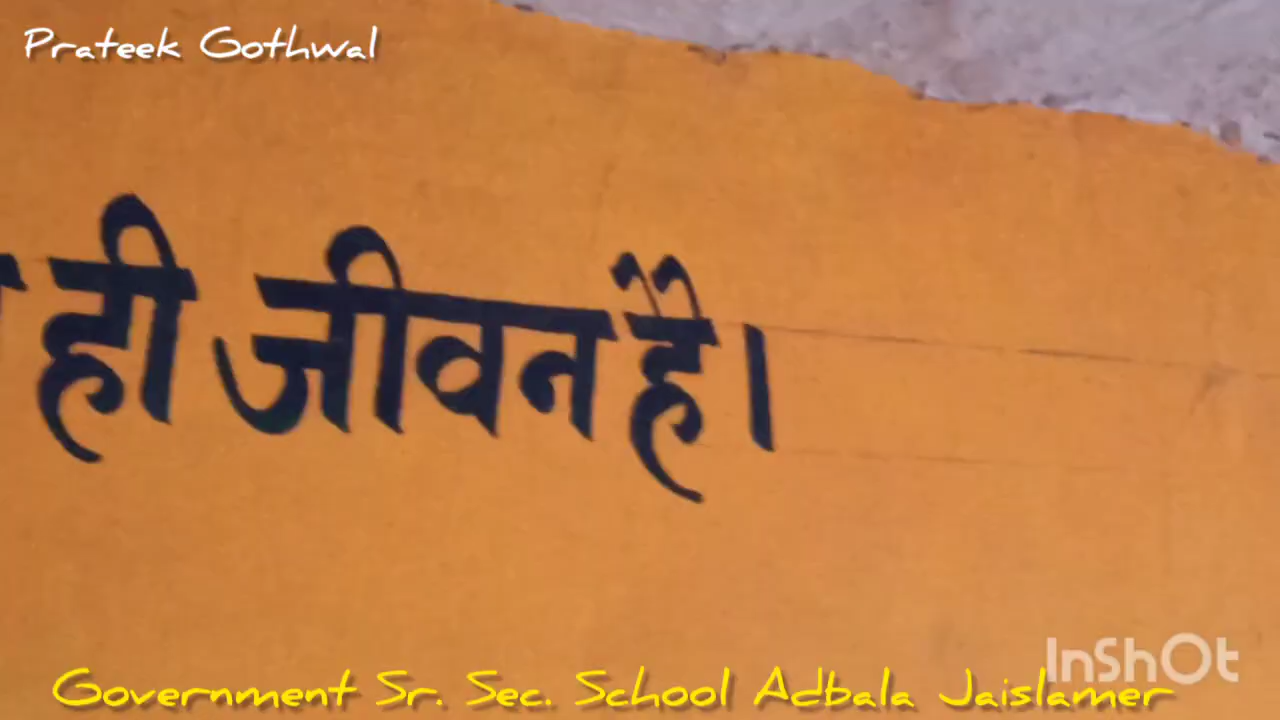 Prateek Gothwal
ही जीवन है।
InShOt
Government Sr. Sec. School Adbala Jaislamer